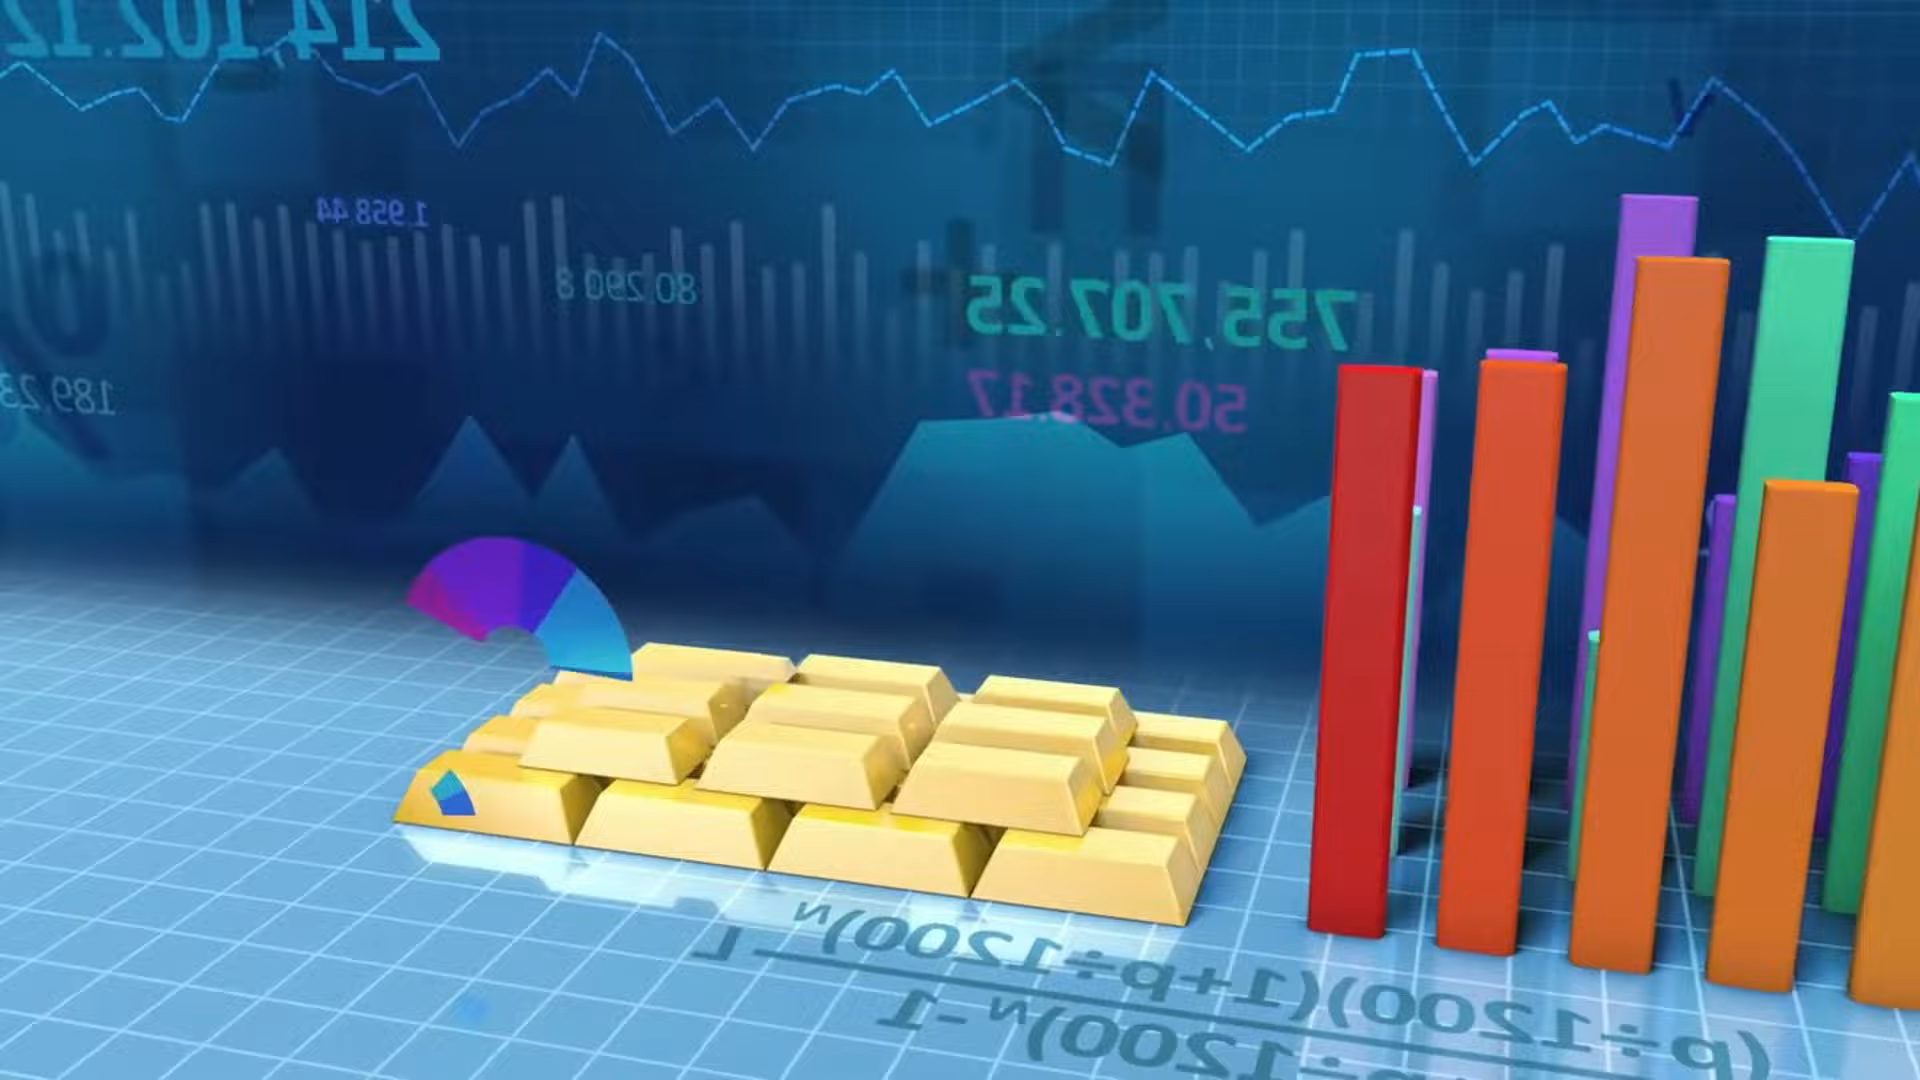 214,102.12
1 958 44
80,290 8
755,707.25
50,328.17
189,23
(p÷1200)(1+p÷1200)ᴺ
L
p÷1200)ᴺ-1